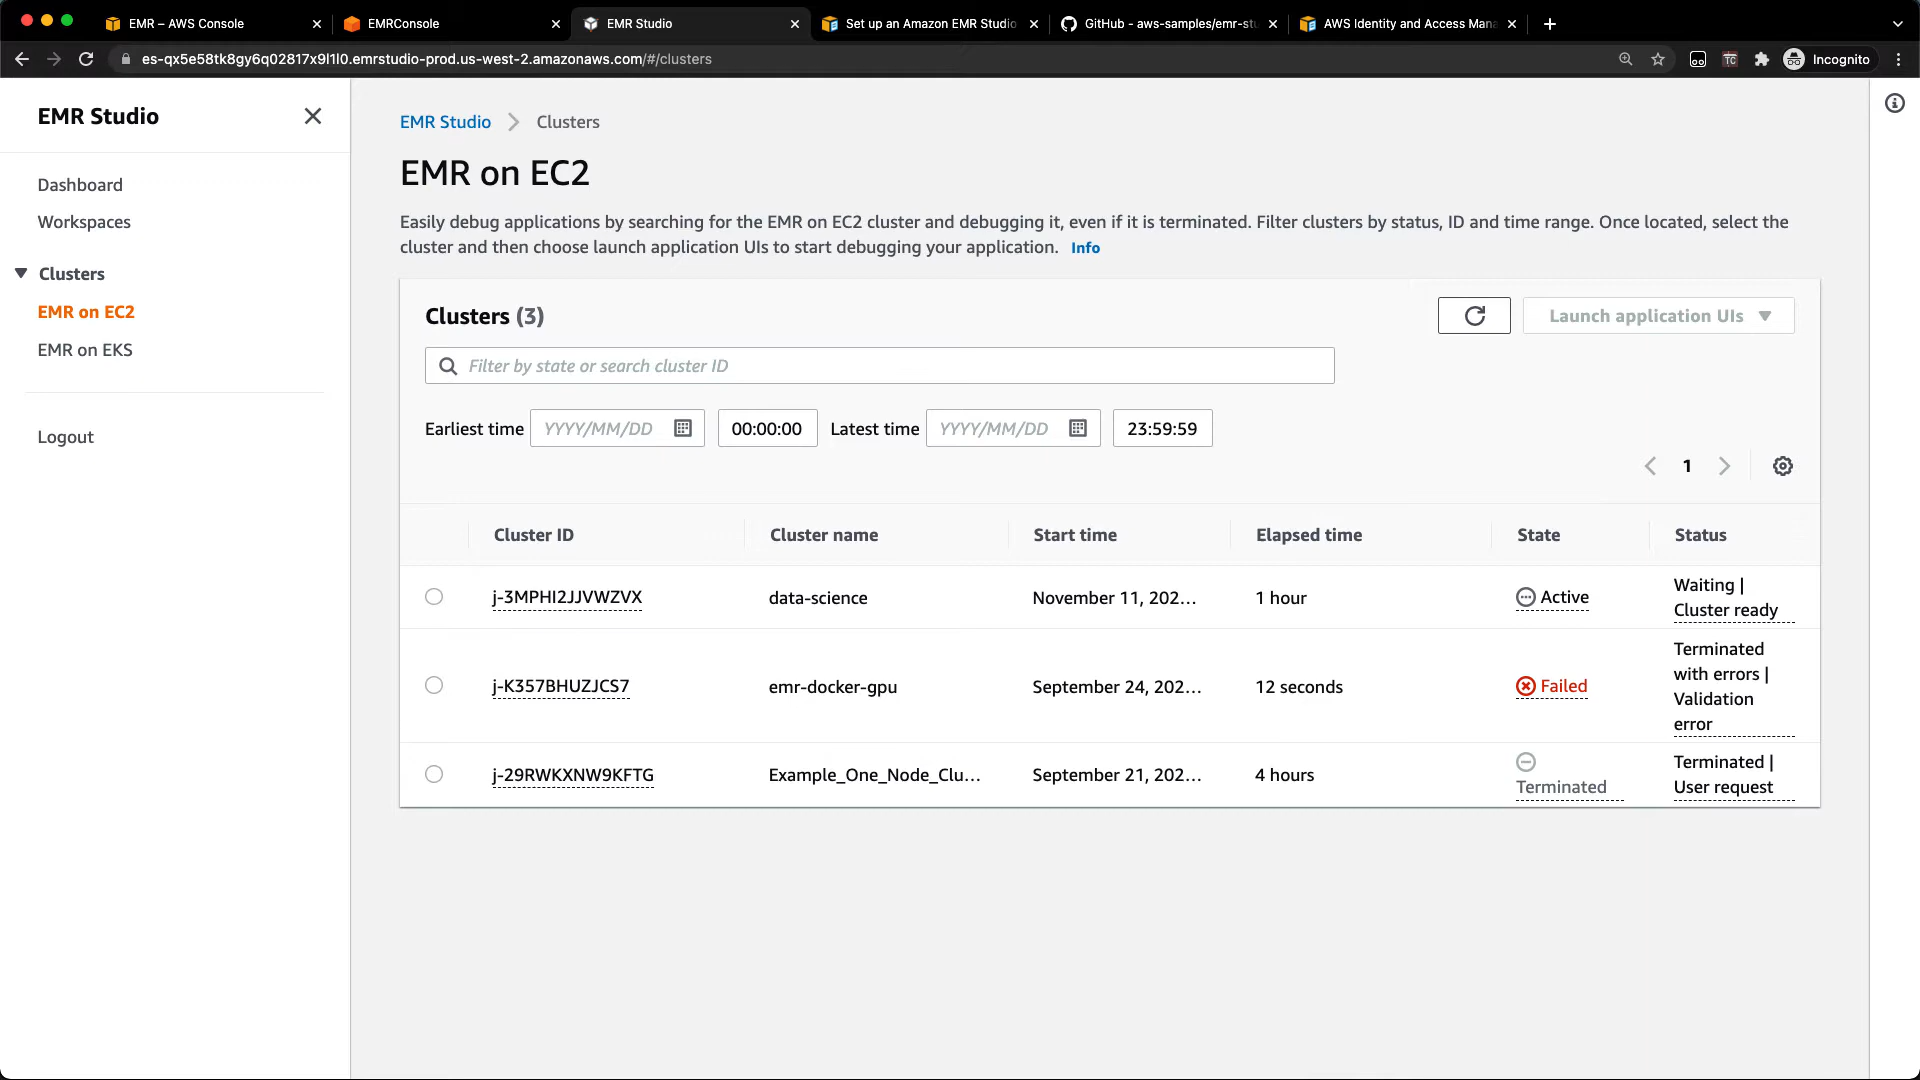 EMR – AWS Console
EMRConsole
EMR Studio
Set up an Amazon EMR Studio
GitHub - aws-samples/emr-stu
AWS Identity and Access Mana
es-qx5e58tk8gy6q02817x9l1l0.emrstudio-prod.us-west-2.amazonaws.com/#/clusters
TC
Incognito
EMR Studio
Dashboard
Workspaces
Clusters
EMR on EC2
EMR on EKS
Logout
EMR Studio
Clusters
EMR on EC2
Easily debug applications by searching for the EMR on EC2 cluster and debugging it, even if it is terminated. Filter clusters by status, ID and time range. Once located, select the
cluster and then choose launch application UIs to start debugging your application. Info
Clusters (3)
Launch application UIs
Filter by state or search cluster ID
Earliest time YYYY/MM/DD 00:00:00 Latest time YYYY/MM/DD 23:59:59
1
Cluster ID Cluster name Start time Elapsed time State Status
j-3MPHI2JJVWZVX data-science November 11, 202... 1 hour Active Waiting |
Cluster ready
j-K357BHUZJCS7 emr-docker-gpu September 24, 202... 12 seconds Failed Terminated
with errors |
Validation
error
j-29RWKXNW9KFTG Example_One_Node_Clu... September 21, 202... 4 hours Terminated Terminated |
User request